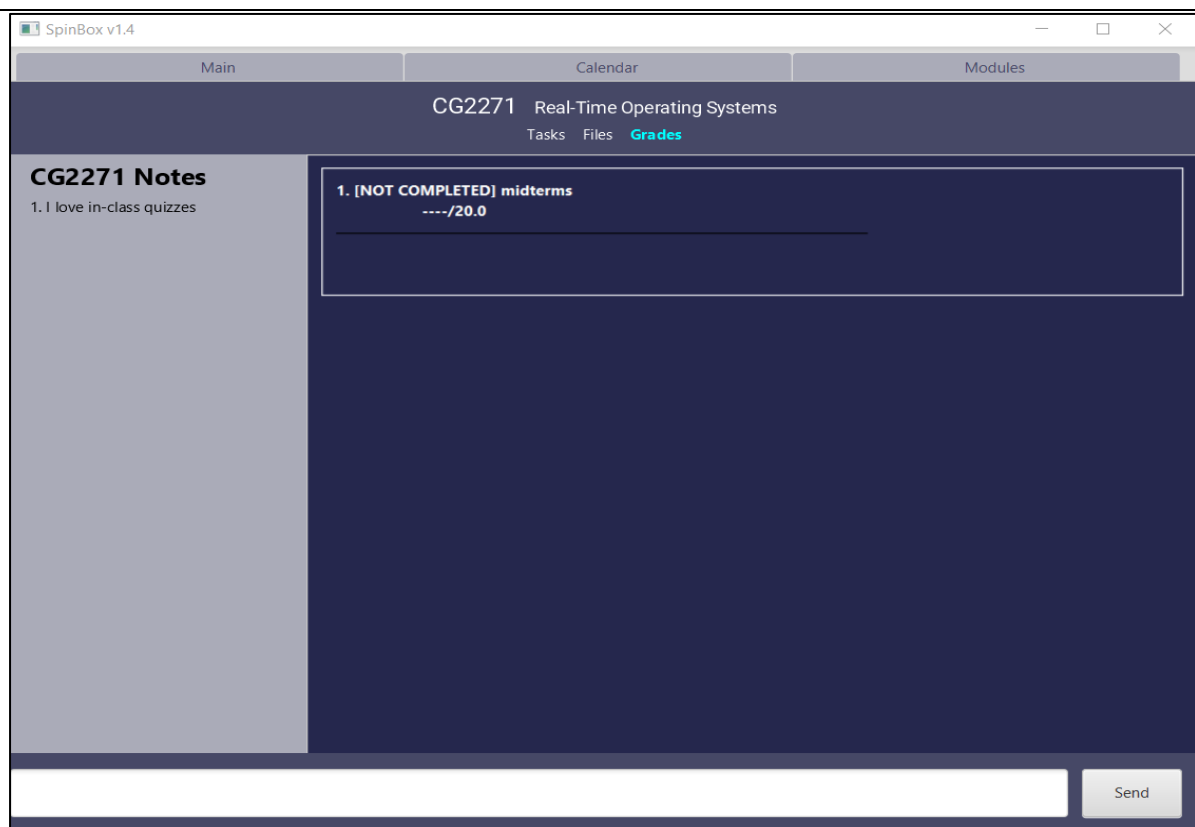 SpinBox v1.4
Main Calendar Modules
CG2271 Real-Time Operating Systems
Tasks Files Grades
CG2271 Notes
1. I love in-class quizzes
1. [NOT COMPLETED] midterms
----/20.0
Send